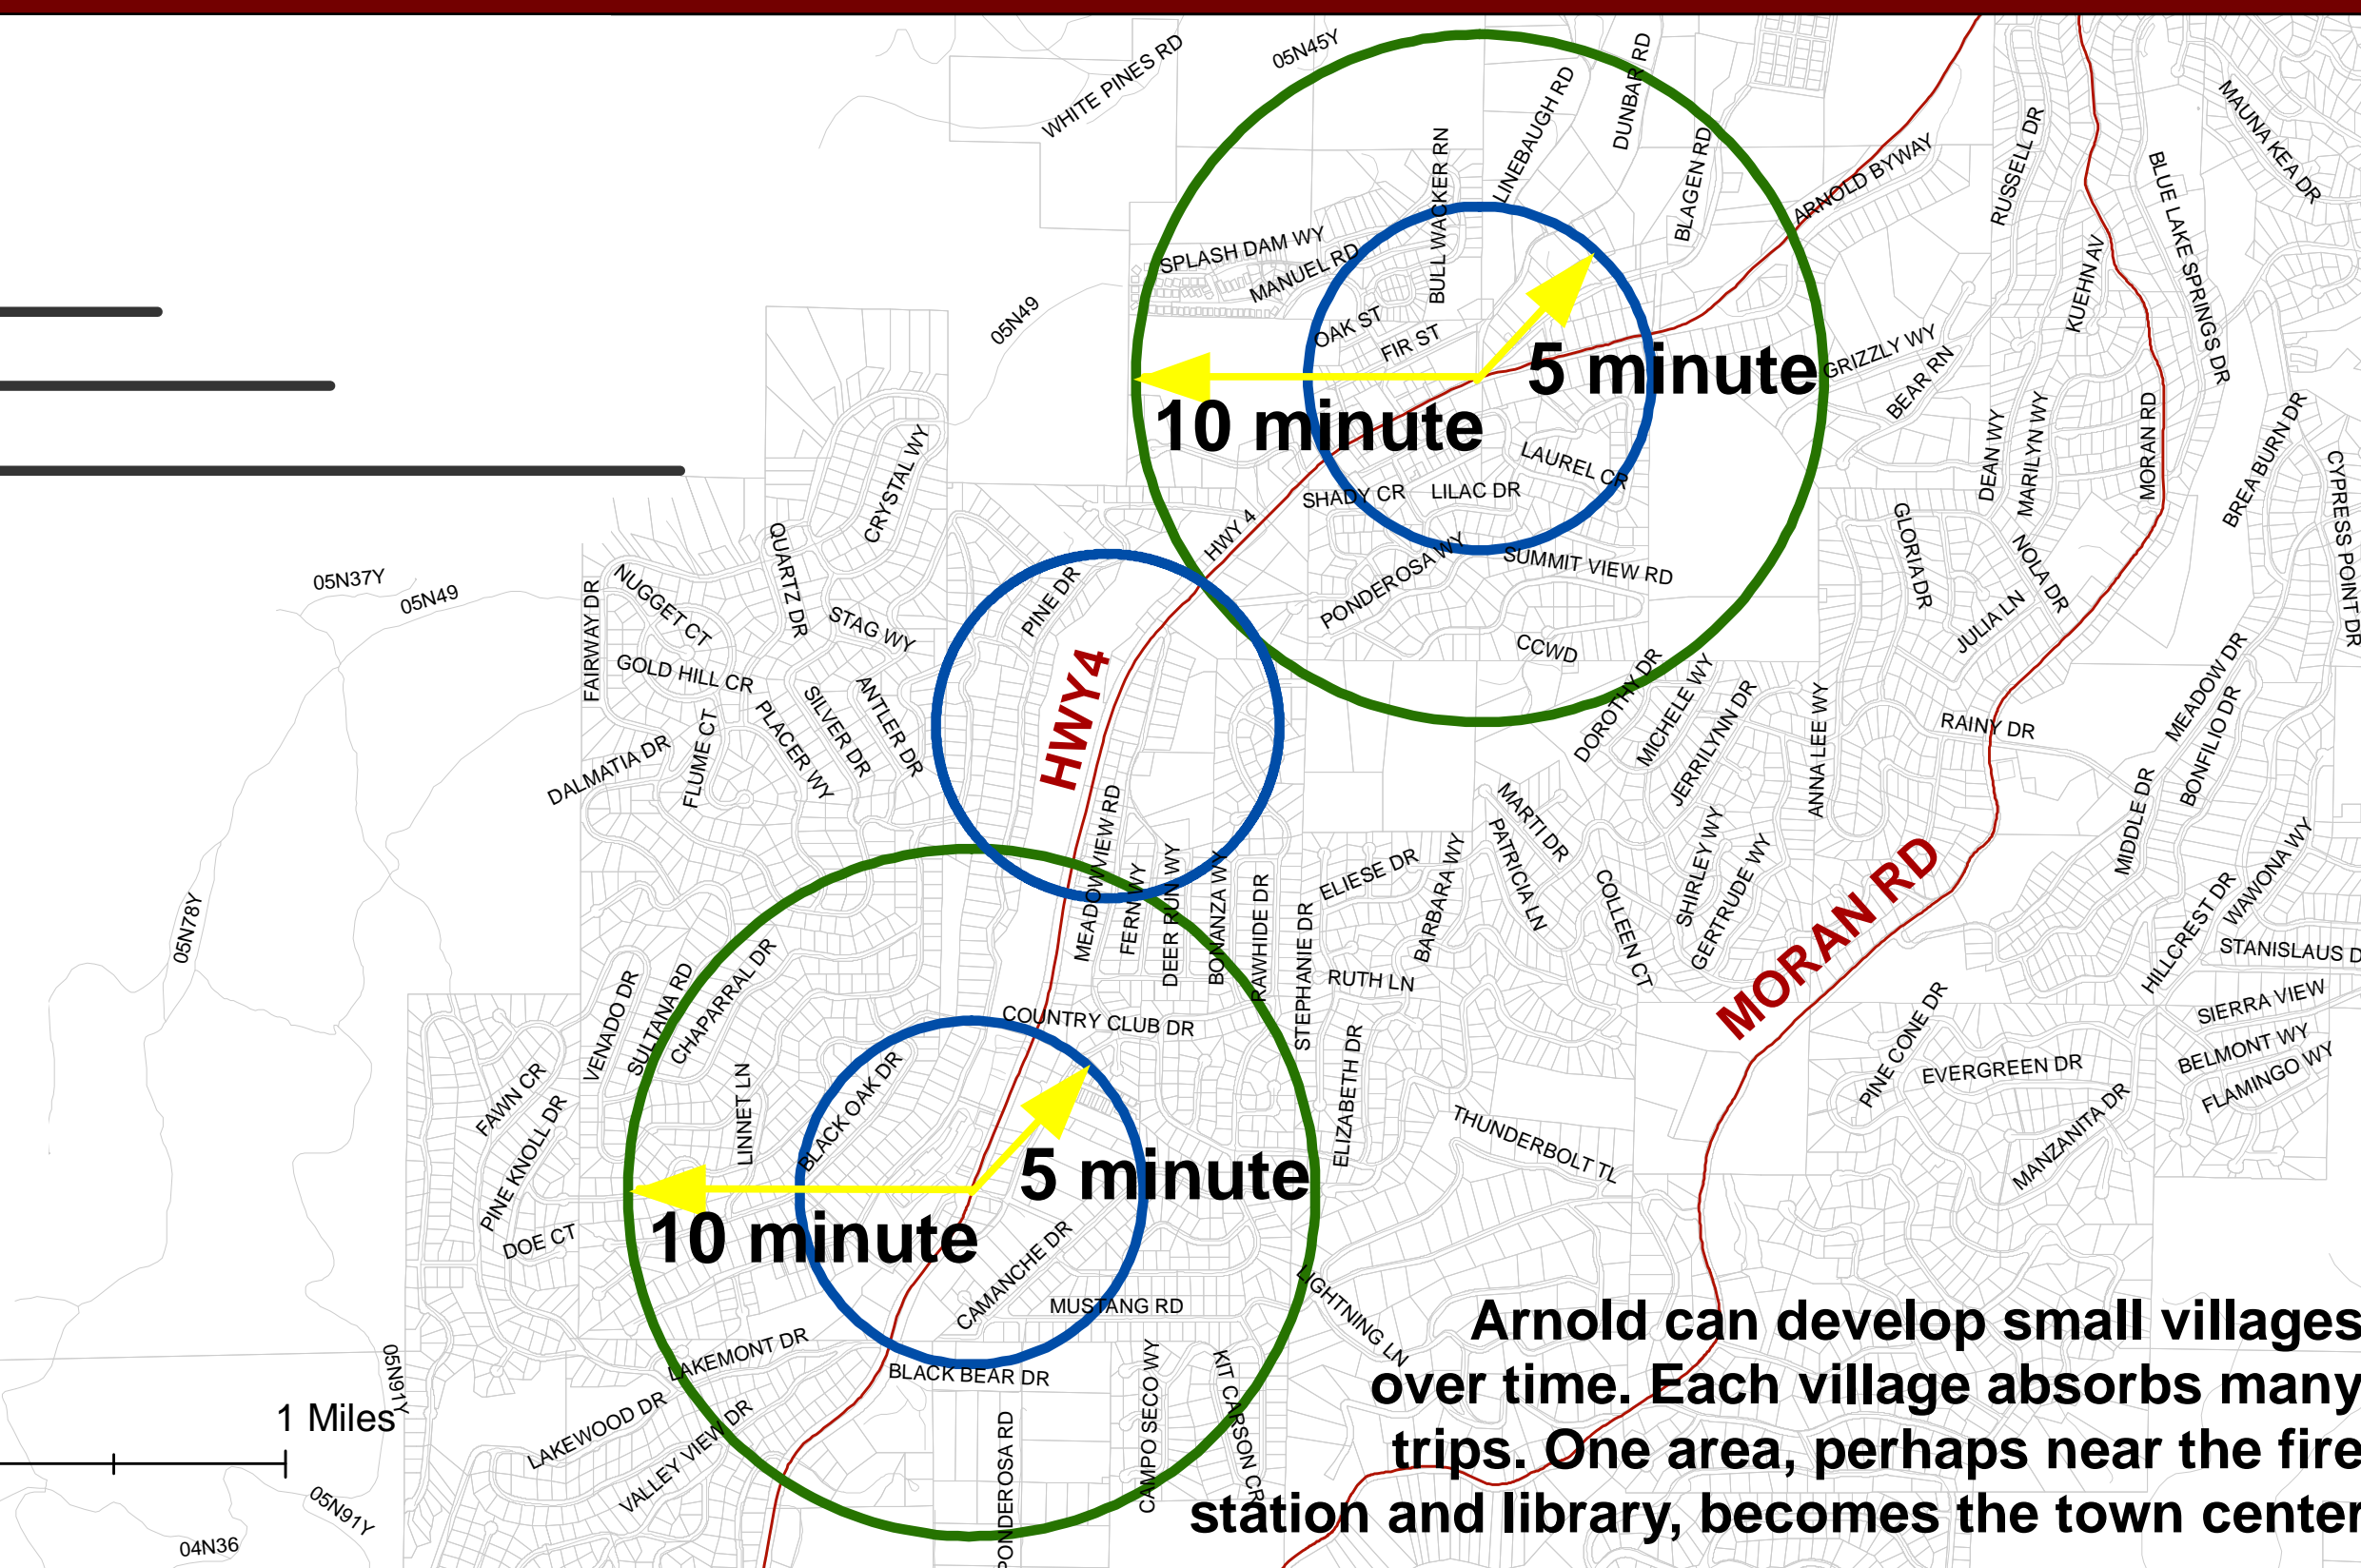 WHITE PINES RD
05N45Y
DUNBAR RD
LINEBAUGH RD
BULL WACKER RN
BLAGEN RD
ARNOLD BYWAY
RUSSELL DR
MAUNA KEA DR
BLUE LAKE SPRINGS DR
KUEHN AV
SPLASH DAM WY
MANUEL RD
OAK ST
FIR ST
05N49
5 minute
10 minute
GRIZZLY WY
BEAR RN
DEAN WY
MARILYN WY
MORAN RD
BREA BURN DR
CYPRESS POINT DR
LAUREL CR
SHADY CR
LILAC DR
CRYSTAL WY
QUARTZ DR
HWY 4
PONDEROSA WY
SUMMIT VIEW RD
GLORIA DR
NOLA DR
JULIA LN
05N37Y
05N49
FAIRWAY DR
NUGGET CT
STAG WY
PINE DR
CCWD
GOLD HILL CR
DOROTHY DR
MICHELE WY
JERRILYNN DR
ANNA LEE WY
RAINY DR
MEADOW DR
BONFILIO DR
HWY4
DALMATIA DR
FLUME CT
PLACER WY
SILVER DR
ANTLER DR
MEADOWVIEW RD
FERN WY
DEER RUN WY
BONANZA WY
RAWHIDE DR
STEPHANIE DR
ELIESE DR
BARBARA WY
MARTI DR
PATRICIA LN
COLLEEN CT
SHIRLEY WY
GERTRUDE WY
MIDDLE DR
WAWONA WY
HILLCREST DR
STANISLAUS D
MORAN RD
05N78Y
VENADO DR
SULTANA RD
CHAPARRAL DR
RUTH LN
COUNTRY CLUB DR
ELIZABETH DR
SIERRA VIEW
BELMONT WY
FLAMINGO WY
PINE CONE DR
EVERGREEN DR
MANZANITA DR
FAWN CR
PINE KNOLL DR
LINNET LN
BLACK OAK DR
5 minute
10 minute
THUNDERBOLT TL
DOE CT
CAMANCHE DR
MUSTANG RD
LIGHTNING LN
LAKEMONT DR
BLACK BEAR DR
CAMPO SECO WY
KIT CARSON CR
05N91Y
LAKEWOOD DR
VALLEY VIEW DR
PONDEROSA RD
1 Miles
05N91Y
04N36
Arnold can develop small villages
over time. Each village absorbs many
trips. One area, perhaps near the fire
station and library, becomes the town center